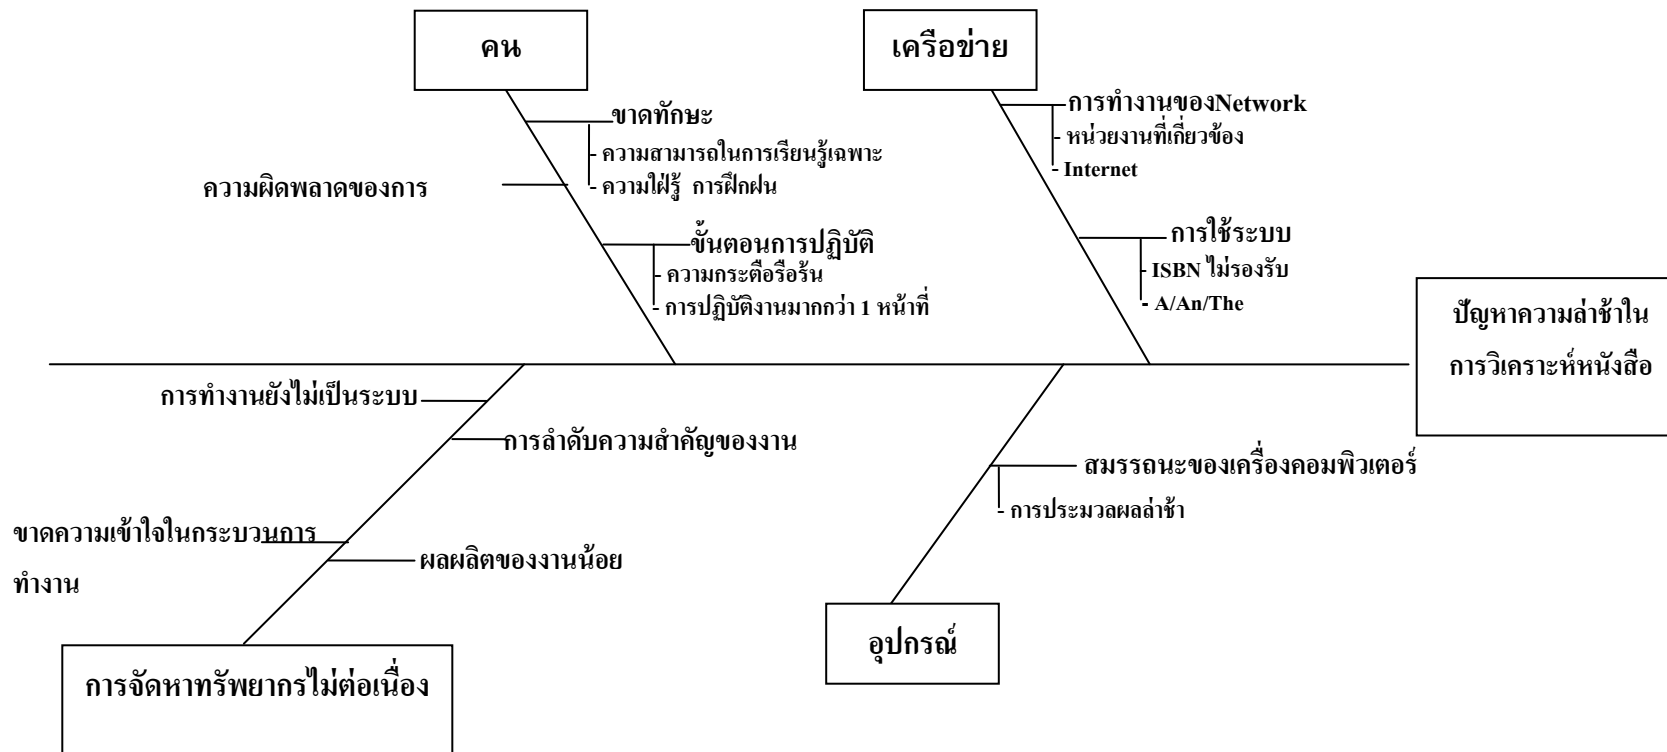 คน
เครือข่าย
ขาดทักษะ
- ความสามารถในการเรียนรู้เฉพาะ
- ความใฝ่รู้ การฝึกฝน
ความผิดพลาดของการ
ขั้นตอนการปฏิบัติ
- ความกระตือรือร้น
- การปฏิบัติงานมากกว่า 1 หน้าที่
การทำงานของNetwork
- หน่วยงานที่เกี่ยวข้อง
- Internet
การใช้ระบบ
- ISBN ไม่รองรับ
- A/An/The
ปัญหาความล่าช้าใน
การวิเคราะห์หนังสือ
การทำงานยังไม่เป็นระบบ
การลำดับความสำคัญของงาน
ขาดความเข้าใจในกระบวนการ
ทำงาน
ผลผลิตของงานน้อย
สมรรถนะของเครื่องคอมพิวเตอร์
- การประมวลผลล่าช้า
การจัดหาทรัพยากรไม่ต่อเนื่อง
อุปกรณ์